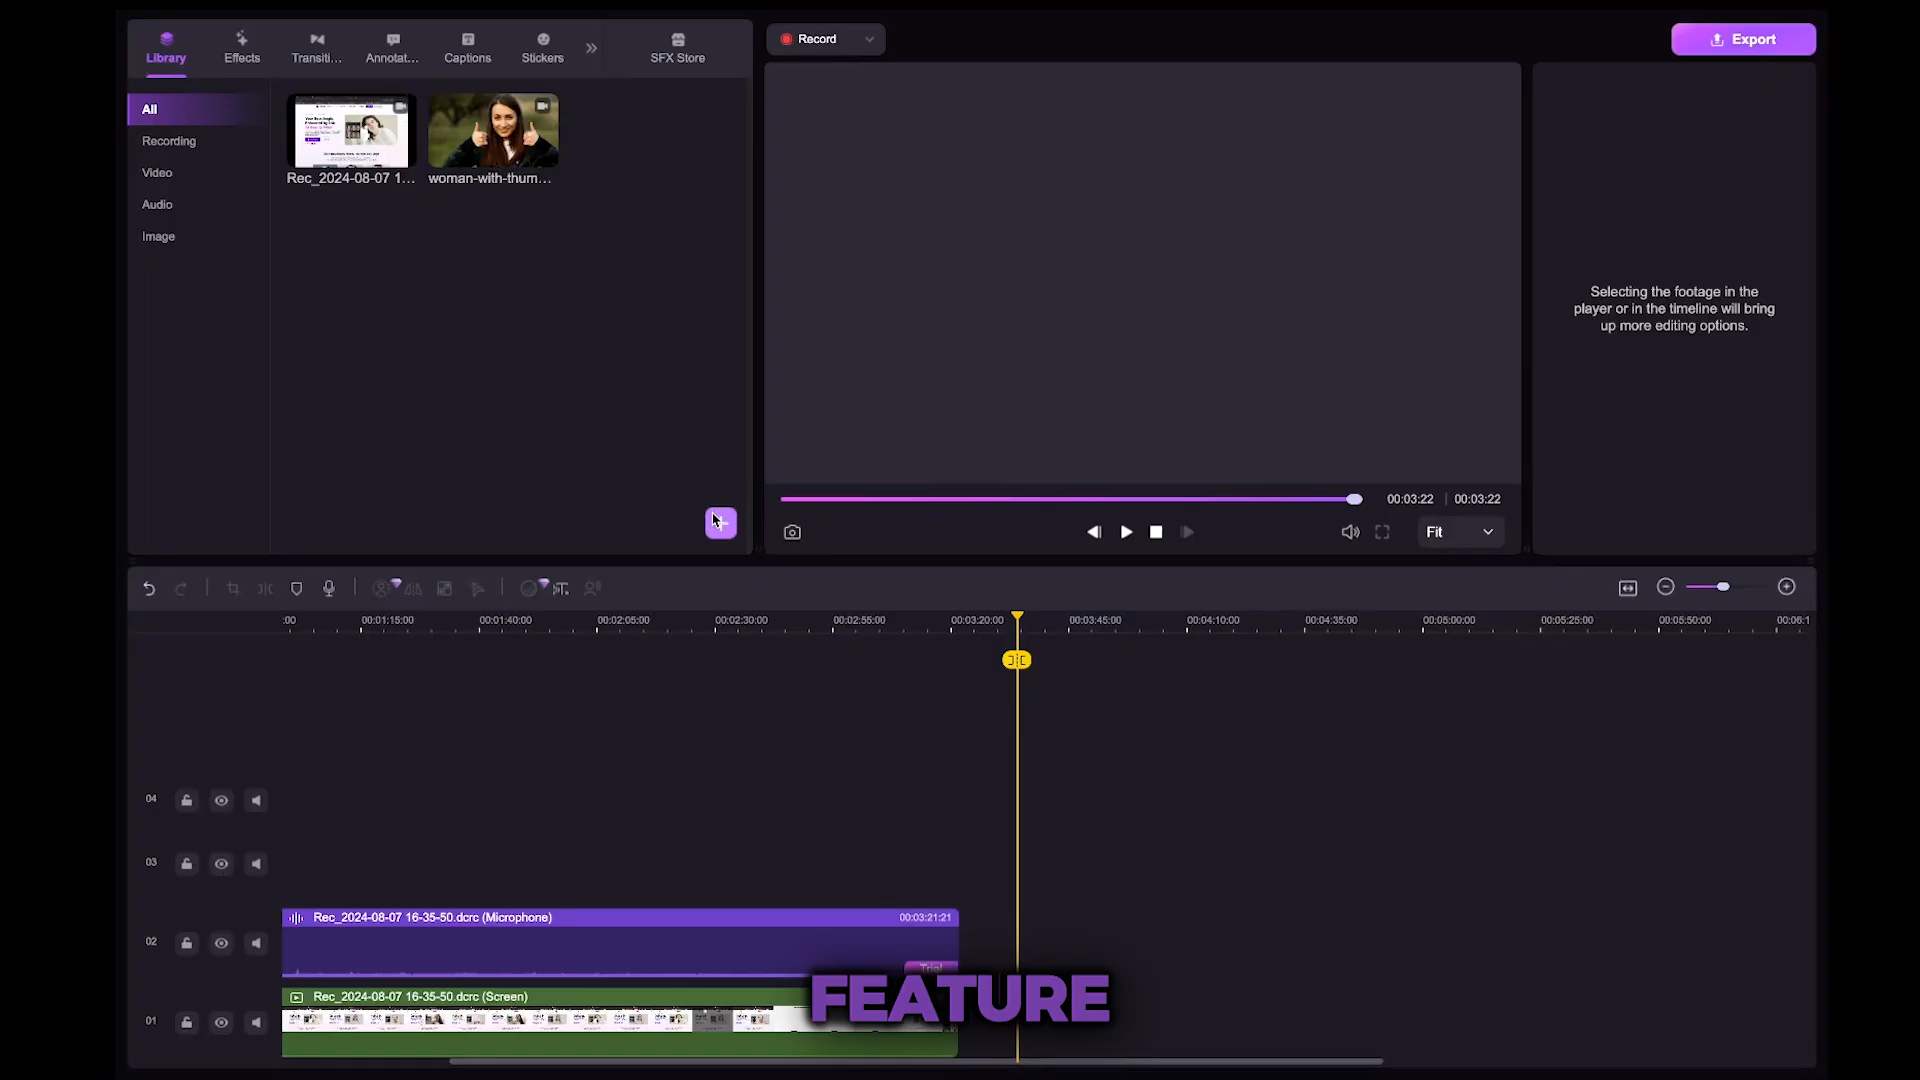 Library
Effects
Transiti...
Annotat...
Captions
Stickers
SFX Store
Record
Export
All
Recording
Video
Audio
Image
Rec_2024-08-07 1...
woman-with-thum...
Selecting the footage in the
player or in the timeline will bring
up more editing options.
00:03:22 | 00:03:22
Fit
:00
00:01:15:00
00:01:40:00
00:02:05:00
00:02:30:00
00:02:55:00
00:03:20:00
00:03:45:00
00:04:10:00
00:04:35:00
00:05:00:00
00:05:25:00
00:05:50:00
00:06:1
04
03
02
Rec_2024-08-07 16-35-50.dcrc (Microphone)
00:03:21:21
Trial
01
Rec_2024-08-07 16-35-50.dcrc (Screen)
FEATURE